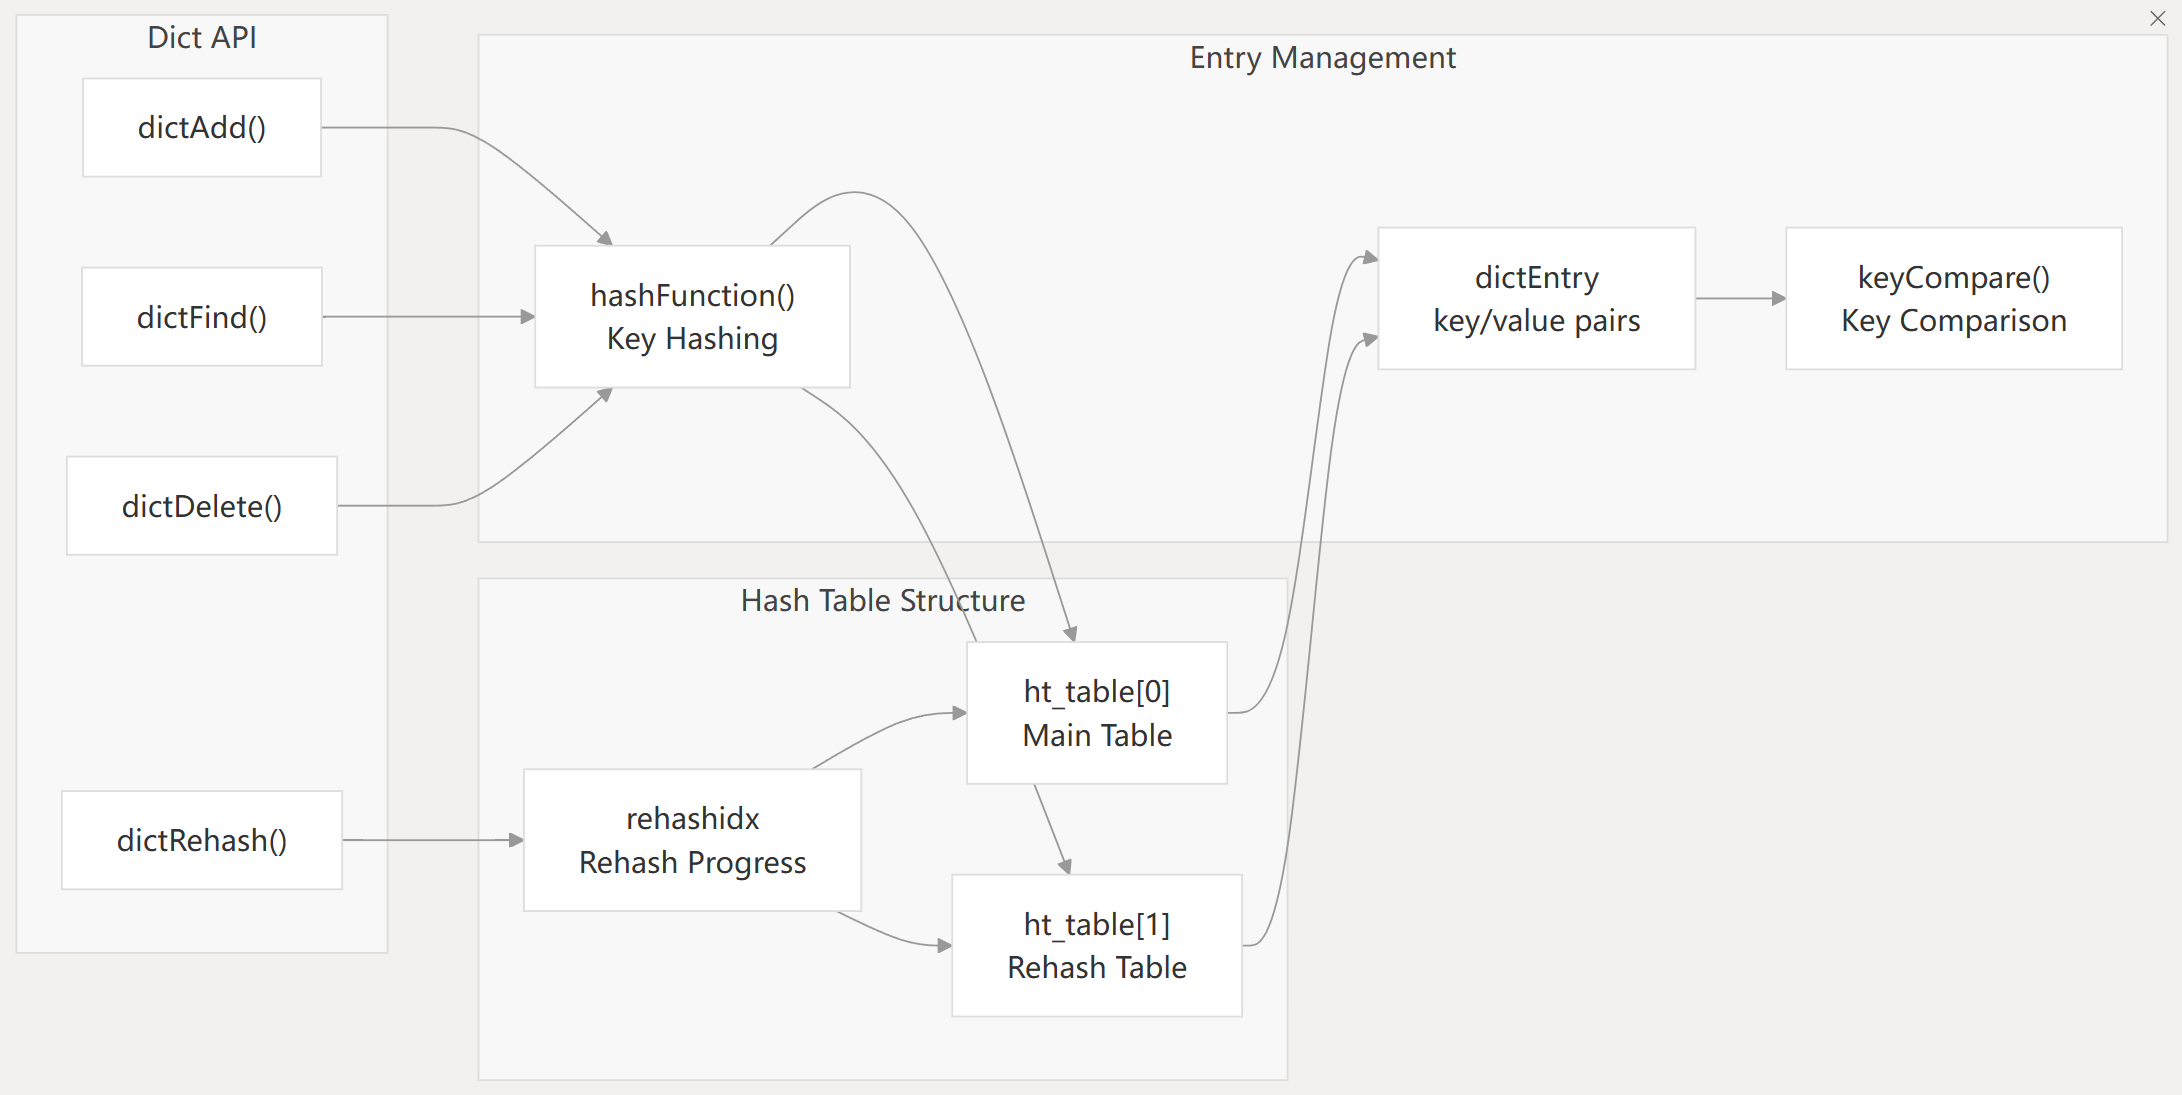 Dict API
dictAdd()
dictFind()
dictDelete()
dictRehash()
Entry Management
hashFunction()
Key Hashing
dictEntry
key/value pairs
keyCompare()
Key Comparison
Hash Table Structure
ht_table[0]
Main Table
rehashidx
Rehash Progress
ht_table[1]
Rehash Table